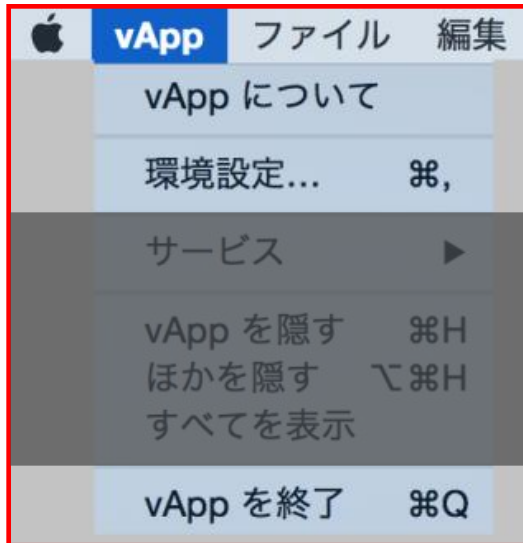 vApp ファイル 編集
vApp について
環境設定... ⌘,
サービス ▶
vApp を隠す ⌘H
ほかを隠す ⌥⌘H
すべてを表示
vApp を終了 ⌘Q